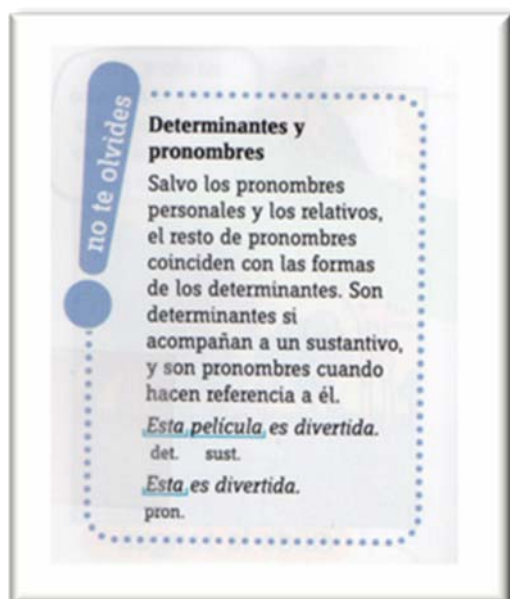 no te olvides
Determinantes y
pronombres
Salvo los pronombres
personales y los relativos,
el resto de pronombres
coinciden con las formas
de los determinantes. Son
determinantes si
acompañan a un sustantivo,
y son pronombres cuando
hacen referencia a él.
Esta película es divertida.
det. sust.
Esta es divertida.
pron.